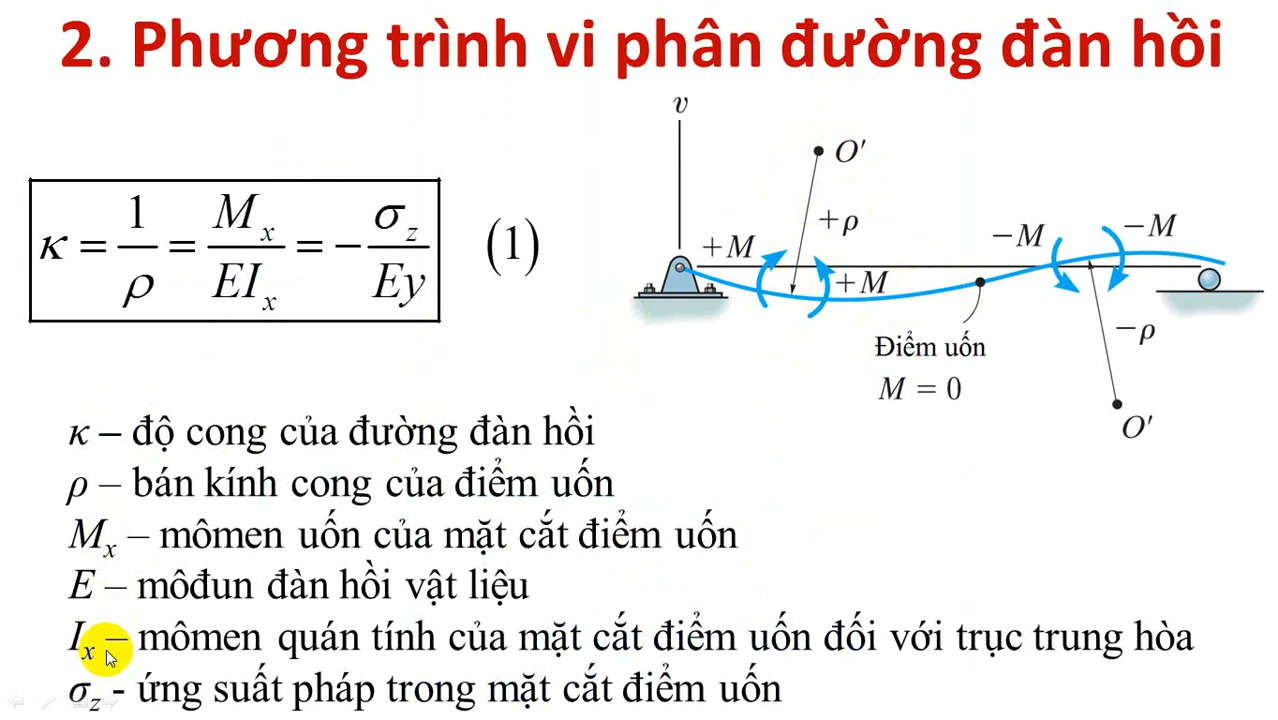 2. Phương trình vi phân đường đàn hồi
κ = 1/ρ = M_x/EI_x = −σ_z/Ey (1)
v
O′
+ρ
+M
+M
−M
−M
−ρ
Điểm uốn
M = 0
O′
κ – độ cong của đường đàn hồi
ρ – bán kính cong của điểm uốn
M_x – mômen uốn của mặt cắt điểm uốn
E – môđun đàn hồi vật liệu
I_x – mômen quán tính của mặt cắt điểm uốn đối với trục trung hòa
σ_z - ứng suất pháp trong mặt cắt điểm uốn